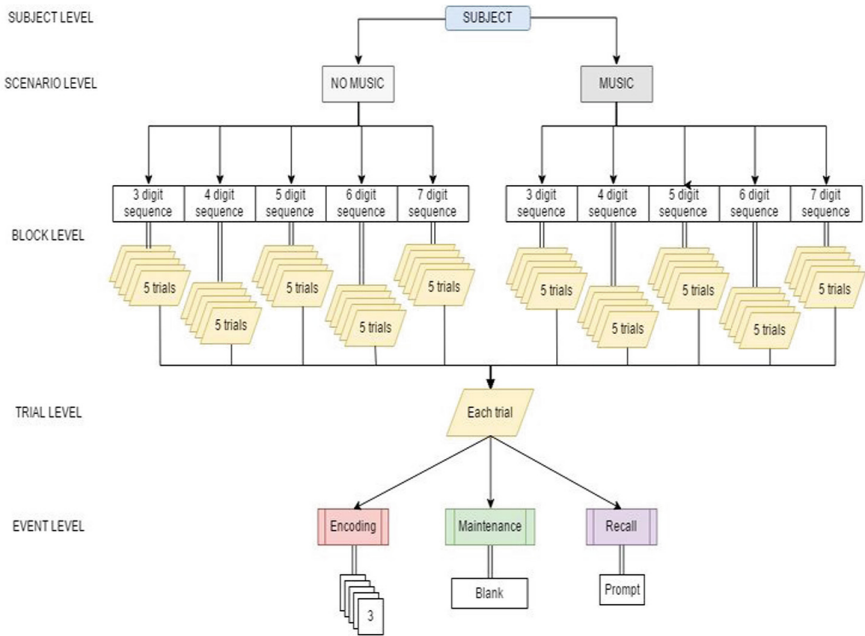 SUBJECT LEVEL
SUBJECT
SCENARIO LEVEL
NO MUSIC
MUSIC
3 digit
sequence
4 digit
sequence
5 digit
sequence
6 digit
sequence
7 digit
sequence
3 digit
sequence
4 digit
sequence
5 digit
sequence
6 digit
sequence
7 digit
sequence
BLOCK LEVEL
5 trials
5 trials
5 trials
5 trials
5 trials
5 trials
5 trials
5 trials
5 trials
5 trials
TRIAL LEVEL
Each trial
EVENT LEVEL
Encoding
Maintenance
Recall
3
Blank
Prompt